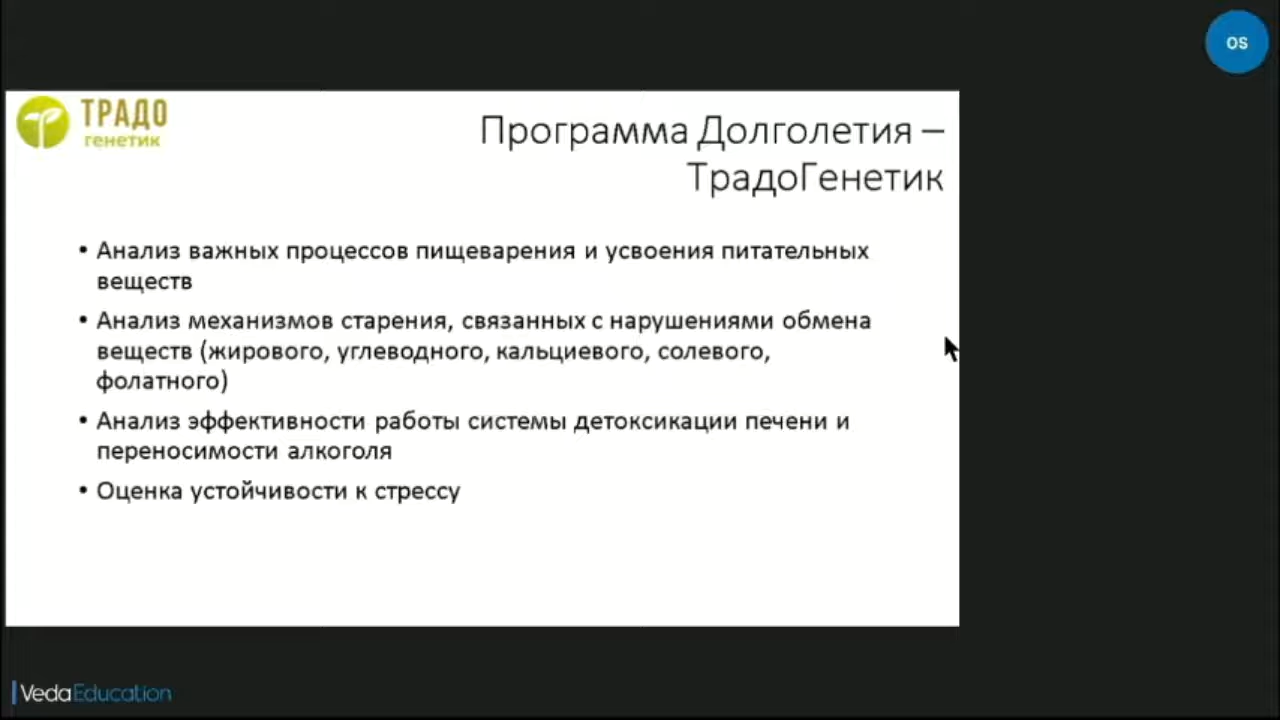 OS
ТРАДО
генетик
Программа Долголетия –
ТрадоГенетик
• Анализ важных процессов пищеварения и усвоения питательных
веществ
• Анализ механизмов старения, связанных с нарушениями обмена
веществ (жирового, углеводного, кальциевого, солевого,
фолатного)
• Анализ эффективности работы системы детоксикации печени и
переносимости алкоголя
• Оценка устойчивости к стрессу
VedaEducation